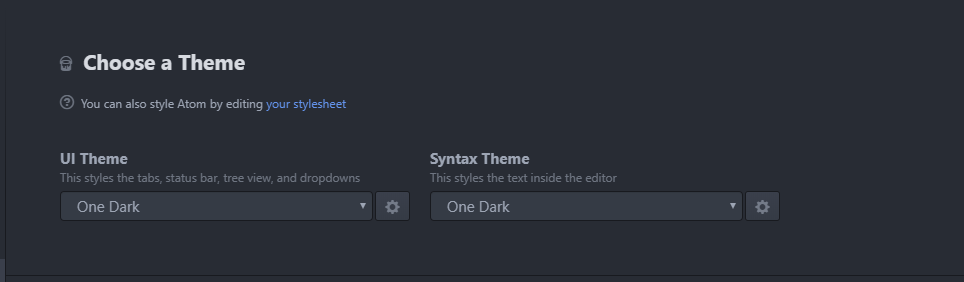 Choose a Theme
You can also style Atom by editing your stylesheet
UI Theme
This styles the tabs, status bar, tree view, and dropdowns
One Dark
Syntax Theme
This styles the text inside the editor
One Dark